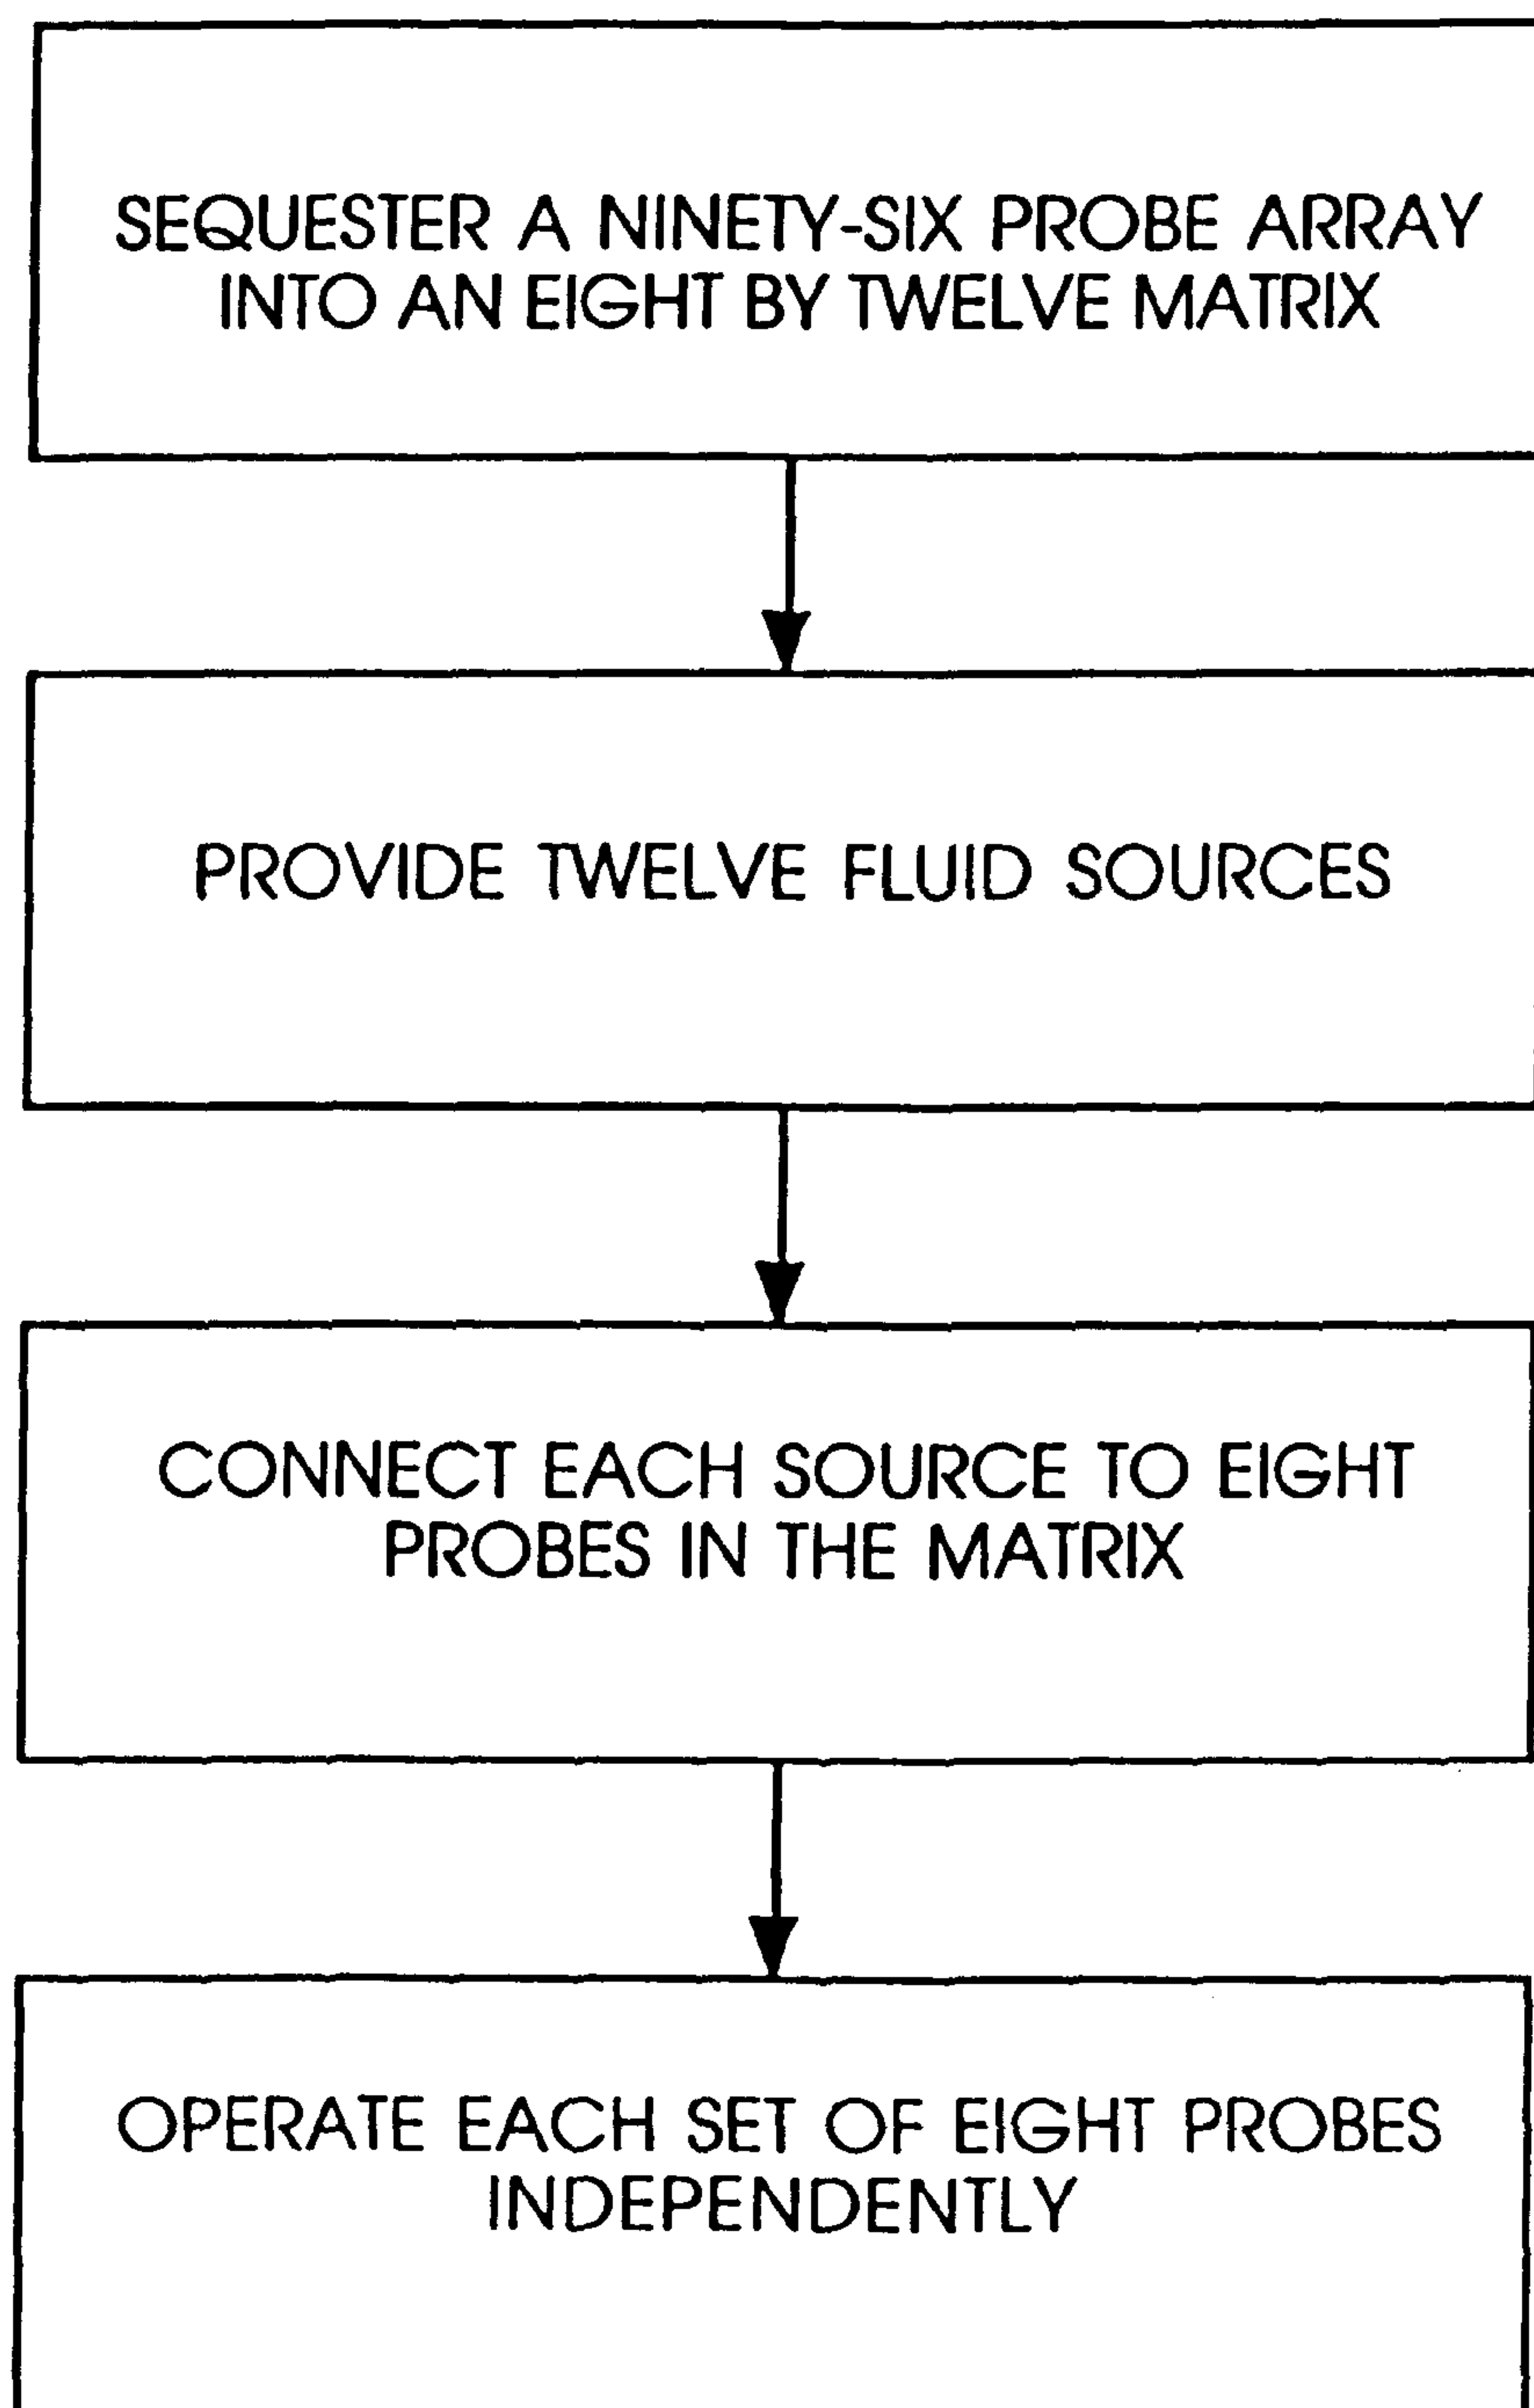 SEQUESTER A NINETY-SIX PROBE ARRAY
INTO AN EIGHT BY TWELVE MATRIX
PROVIDE TWELVE FLUID SOURCES
CONNECT EACH SOURCE TO EIGHT
PROBES IN THE MATRIX
OPERATE EACH SET OF EIGHT PROBES
INDEPENDENTLY